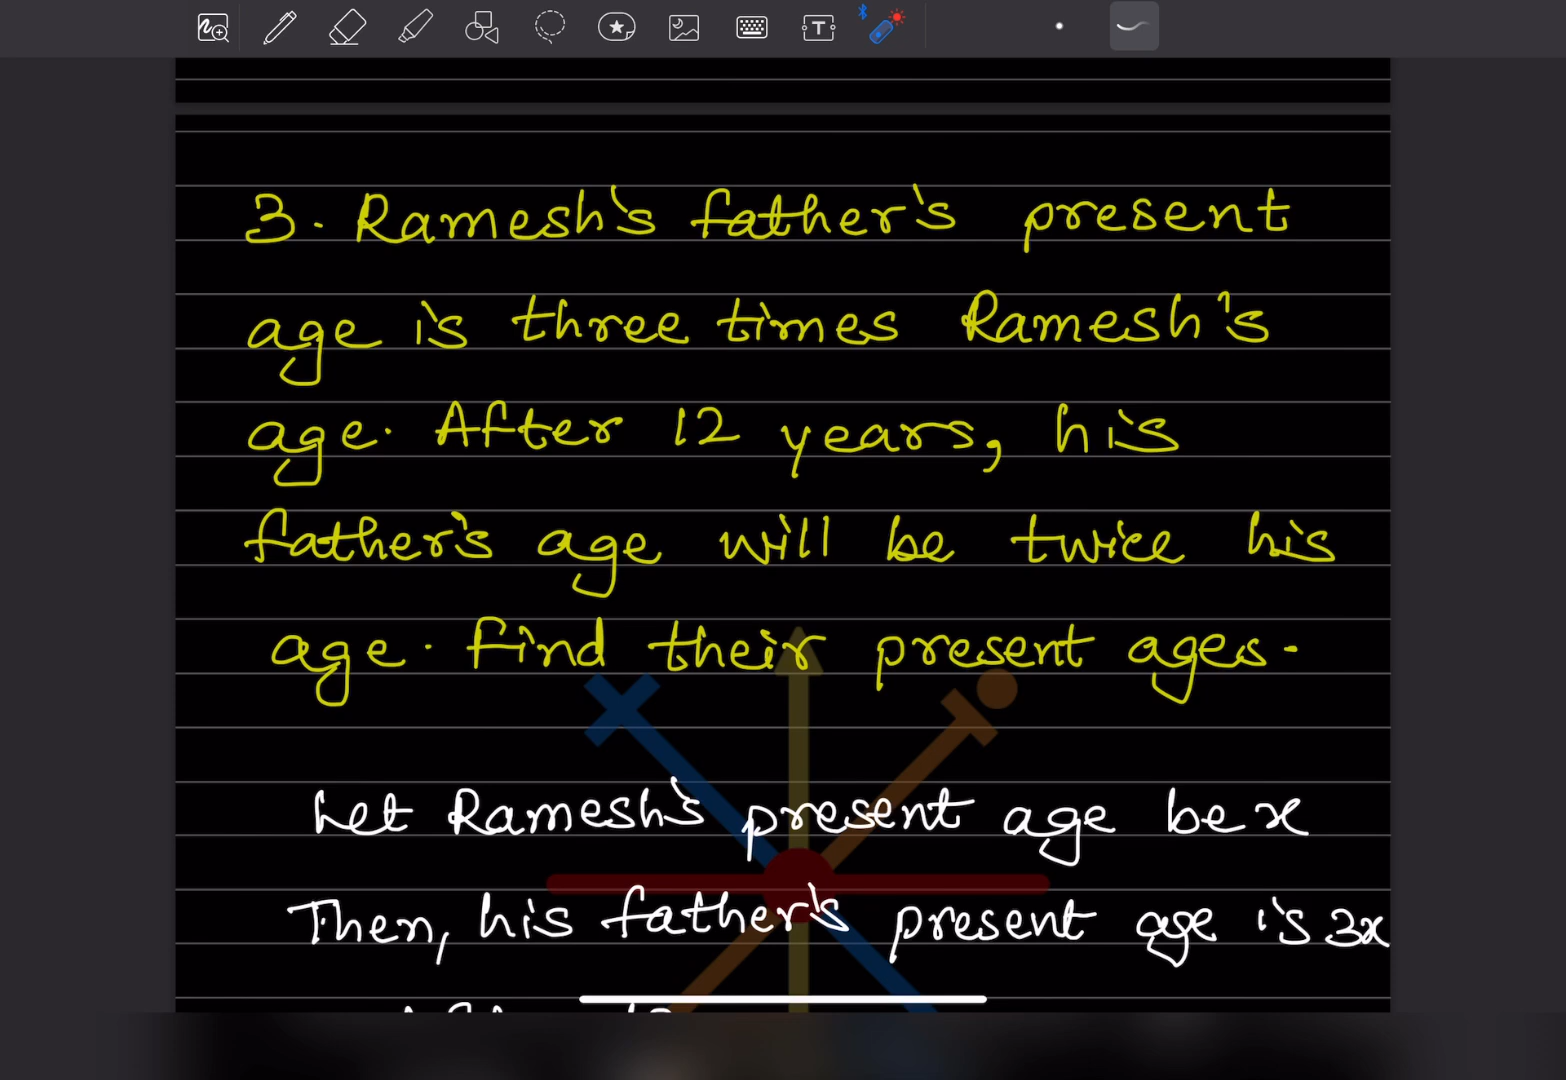 3. Ramesh's father's present
age is three times Ramesh's
age. After 12 years, his
father's age will be twice his
age. Find their present ages.
Let Ramesh's present age be x
Then, his father's present age is 3x